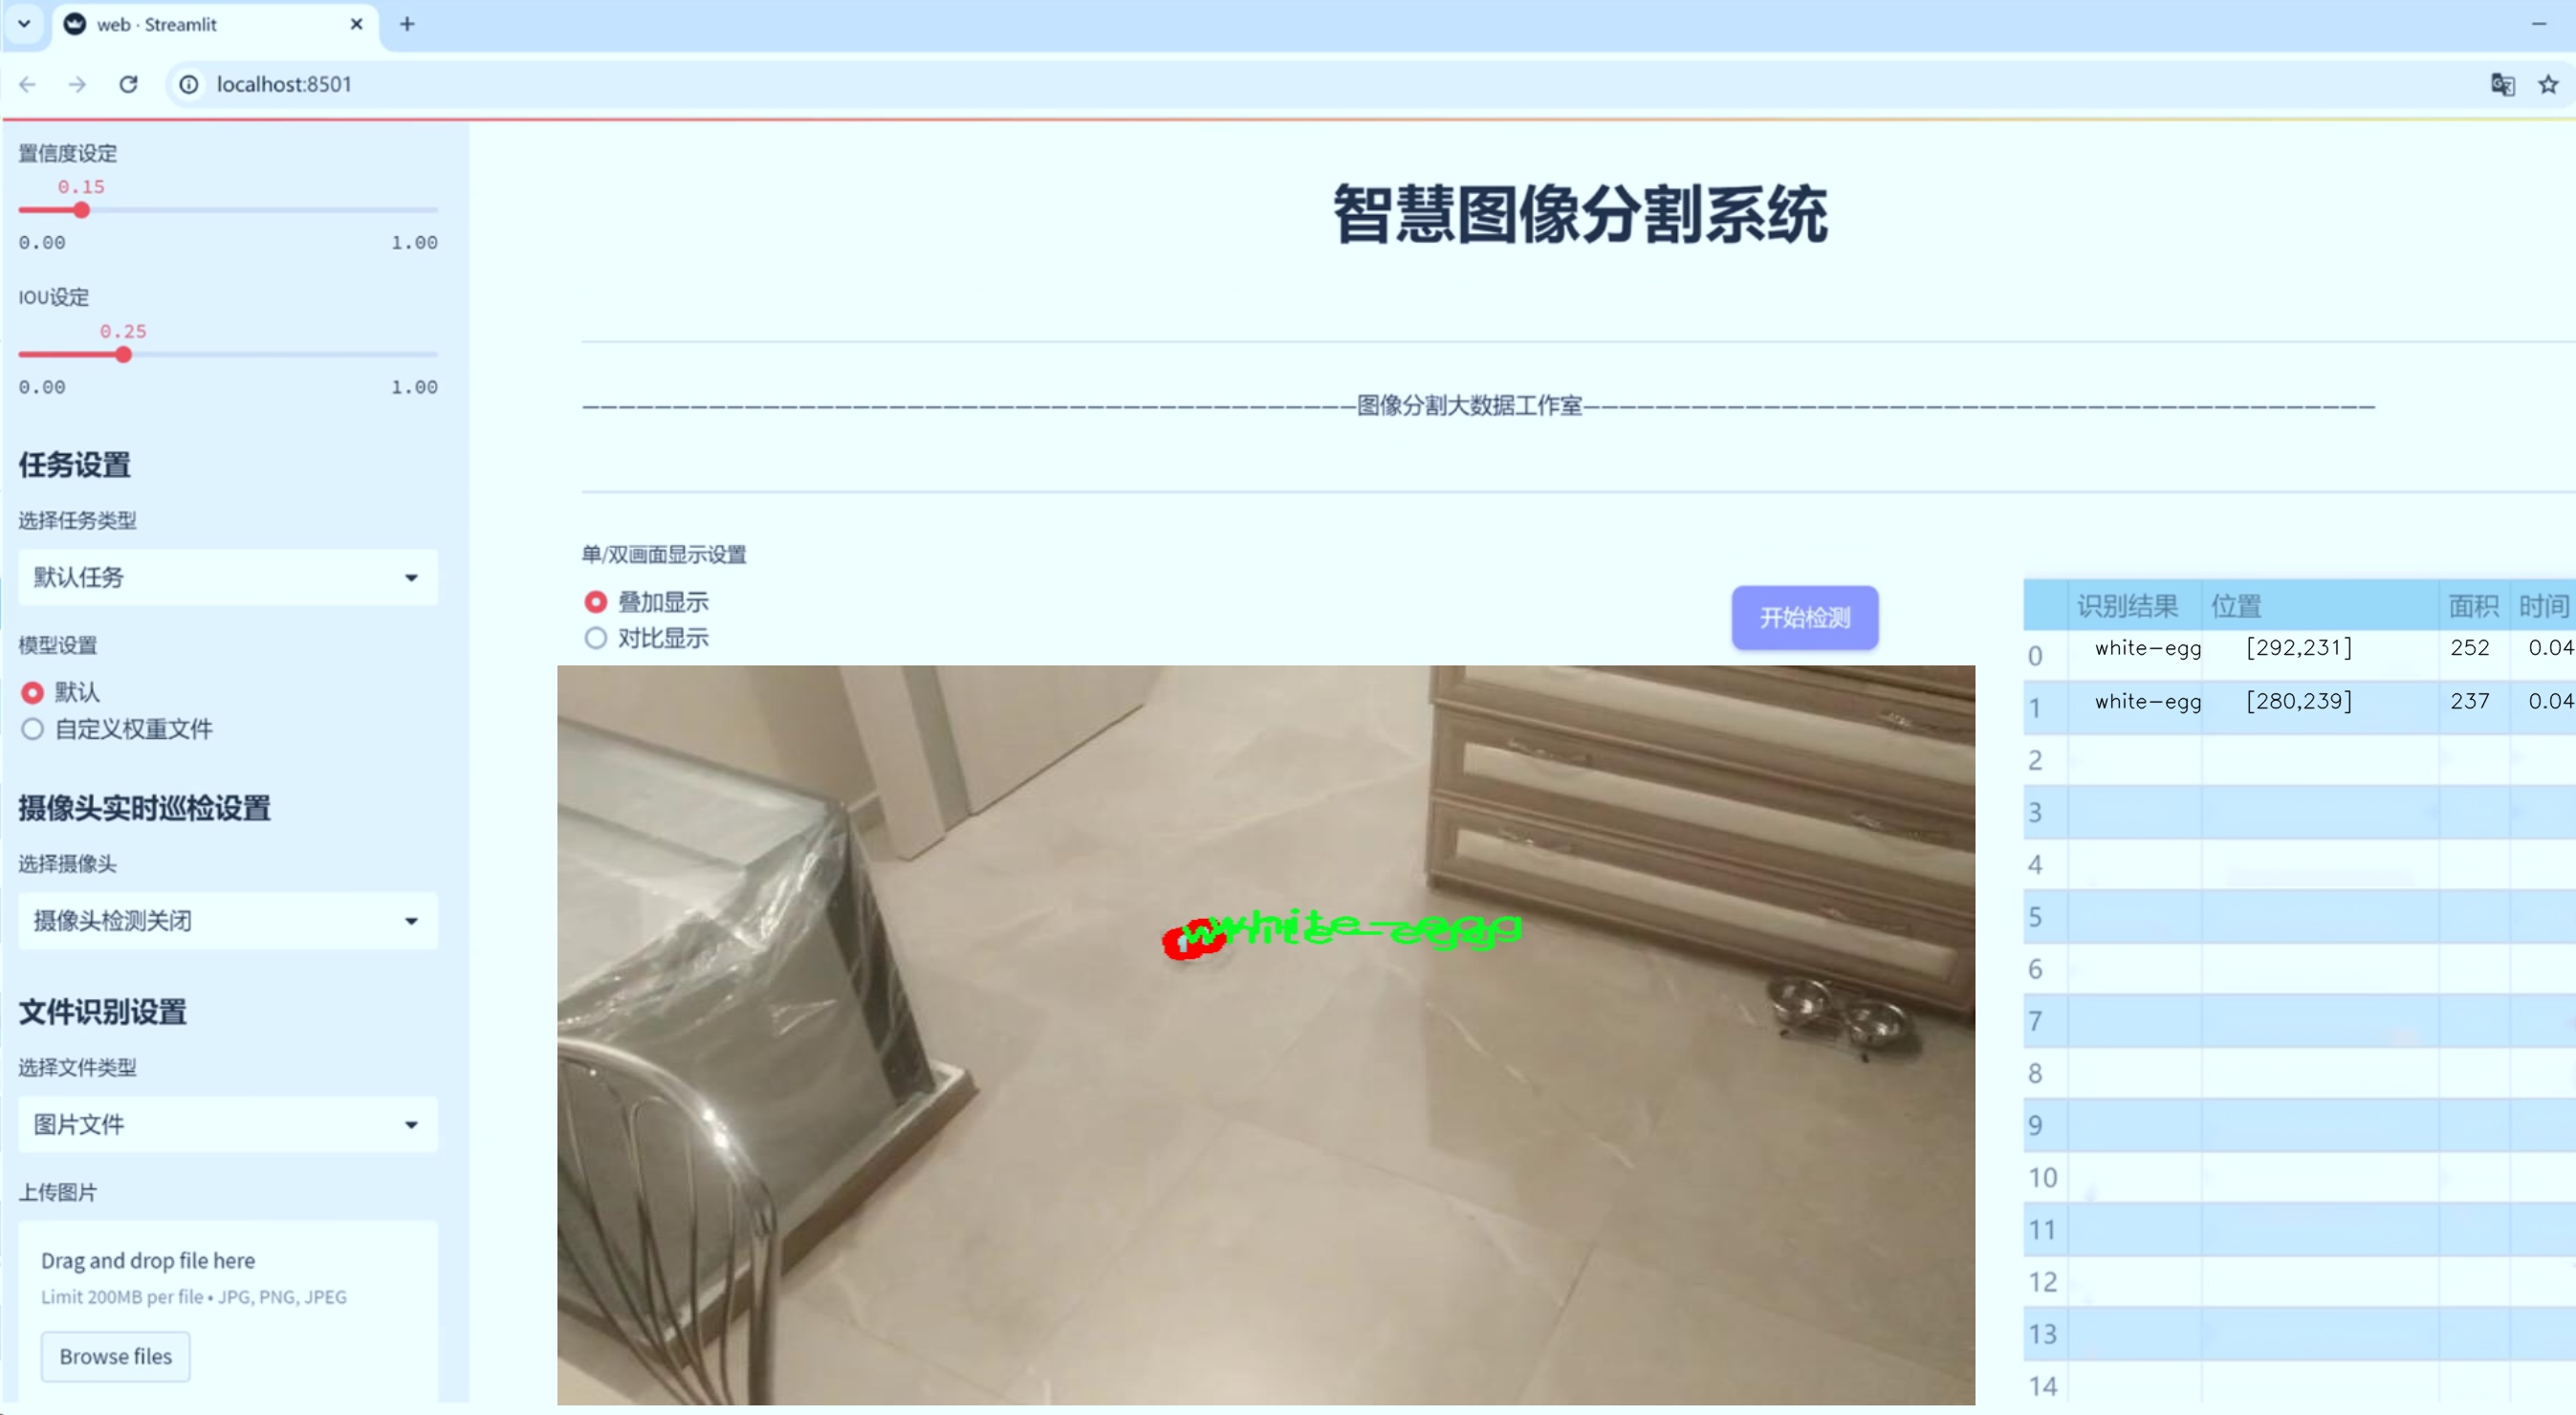 web · Streamlit
localhost:8501
置信度设定
0.15
0.00 1.00
IOU设定
0.25
0.00 1.00
任务设置
选择任务类型
默认任务
模型设置
默认
自定义权重文件
摄像头实时巡检设置
选择摄像头
摄像头检测关闭
文件识别设置
选择文件类型
图片文件
上传图片
Drag and drop file here
Limit 200MB per file • JPG, PNG, JPEG
Browse files
智慧图像分割系统
———————————————————————————————————————————图像分割大数据工作室————————————————————————————————————————————
单/双画面显示设置
叠加显示
对比显示
开始检测
white-egg
识别结果 位置 面积 时间
0 white-egg [292,231] 252 0.04
1 white-egg [280,239] 237 0.04
2
3
4
5
6
7
8
9
10
11
12
13
14